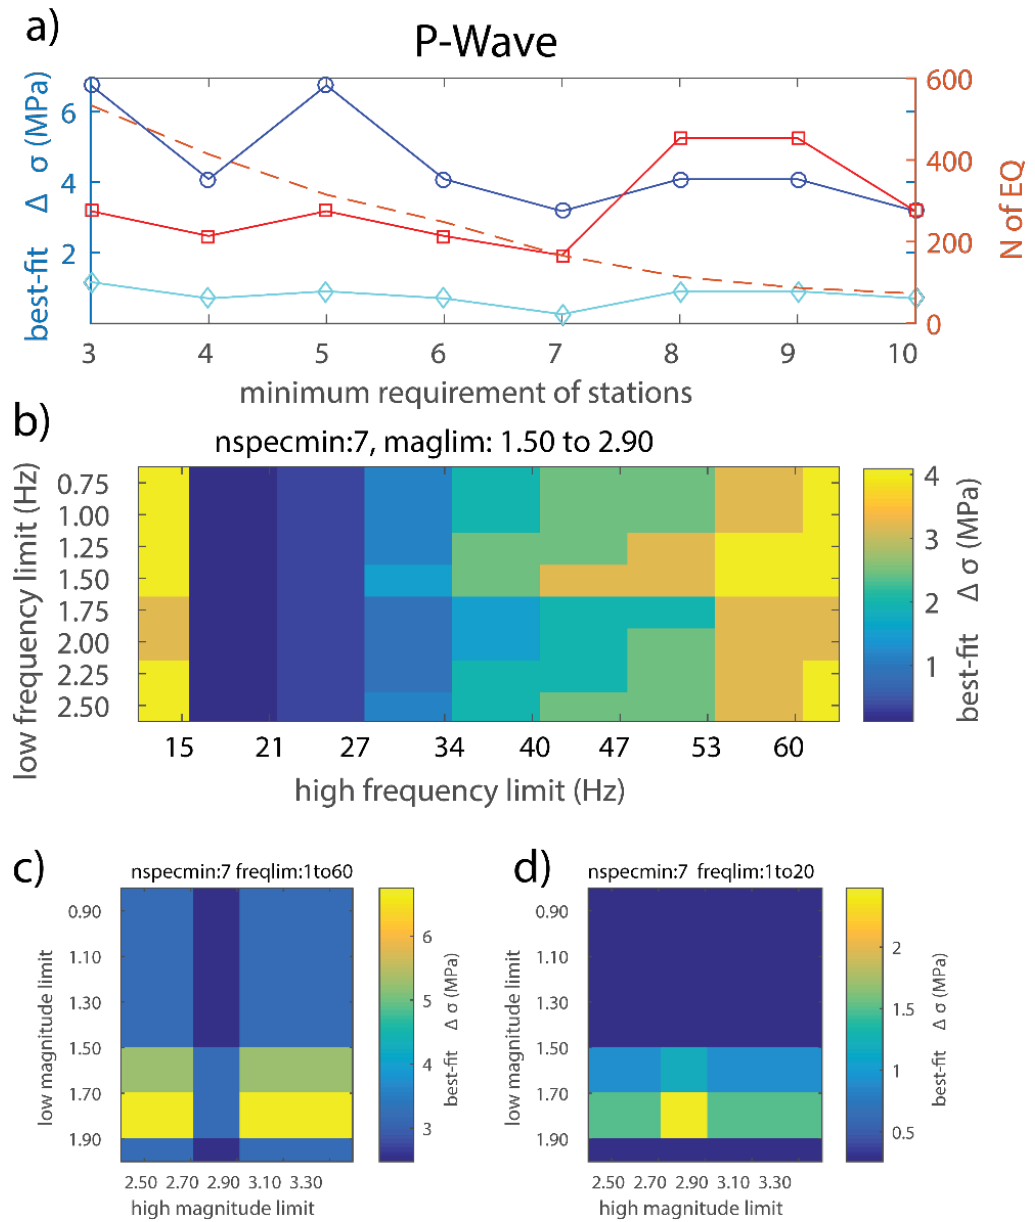 a)
P-Wave
best-fit Δ σ (MPa)
6
4
2
600
400
200
0
N of EQ
3 4 5 6 7 8 9 10
minimum requirement of stations
b)
nspecmin:7, maglim: 1.50 to 2.90
low frequency limit (Hz)
0.75
1.00
1.25
1.50
1.75
2.00
2.25
2.50
15 21 27 34 40 47 53 60
high frequency limit (Hz)
4
3
2
1
best-fit Δ σ (MPa)
c)
nspecmin:7 freqlim:1to60
low magnitude limit
0.90
1.10
1.30
1.50
1.70
1.90
2.50 2.70 2.90 3.10 3.30
high magnitude limit
6
5
4
3
best-fit Δ σ (MPa)
d)
nspecmin:7 freqlim:1to20
low magnitude limit
0.90
1.10
1.30
1.50
1.70
1.90
2.50 2.70 2.90 3.10 3.30
high magnitude limit
2
1.5
1
0.5
best-fit Δ σ (MPa)